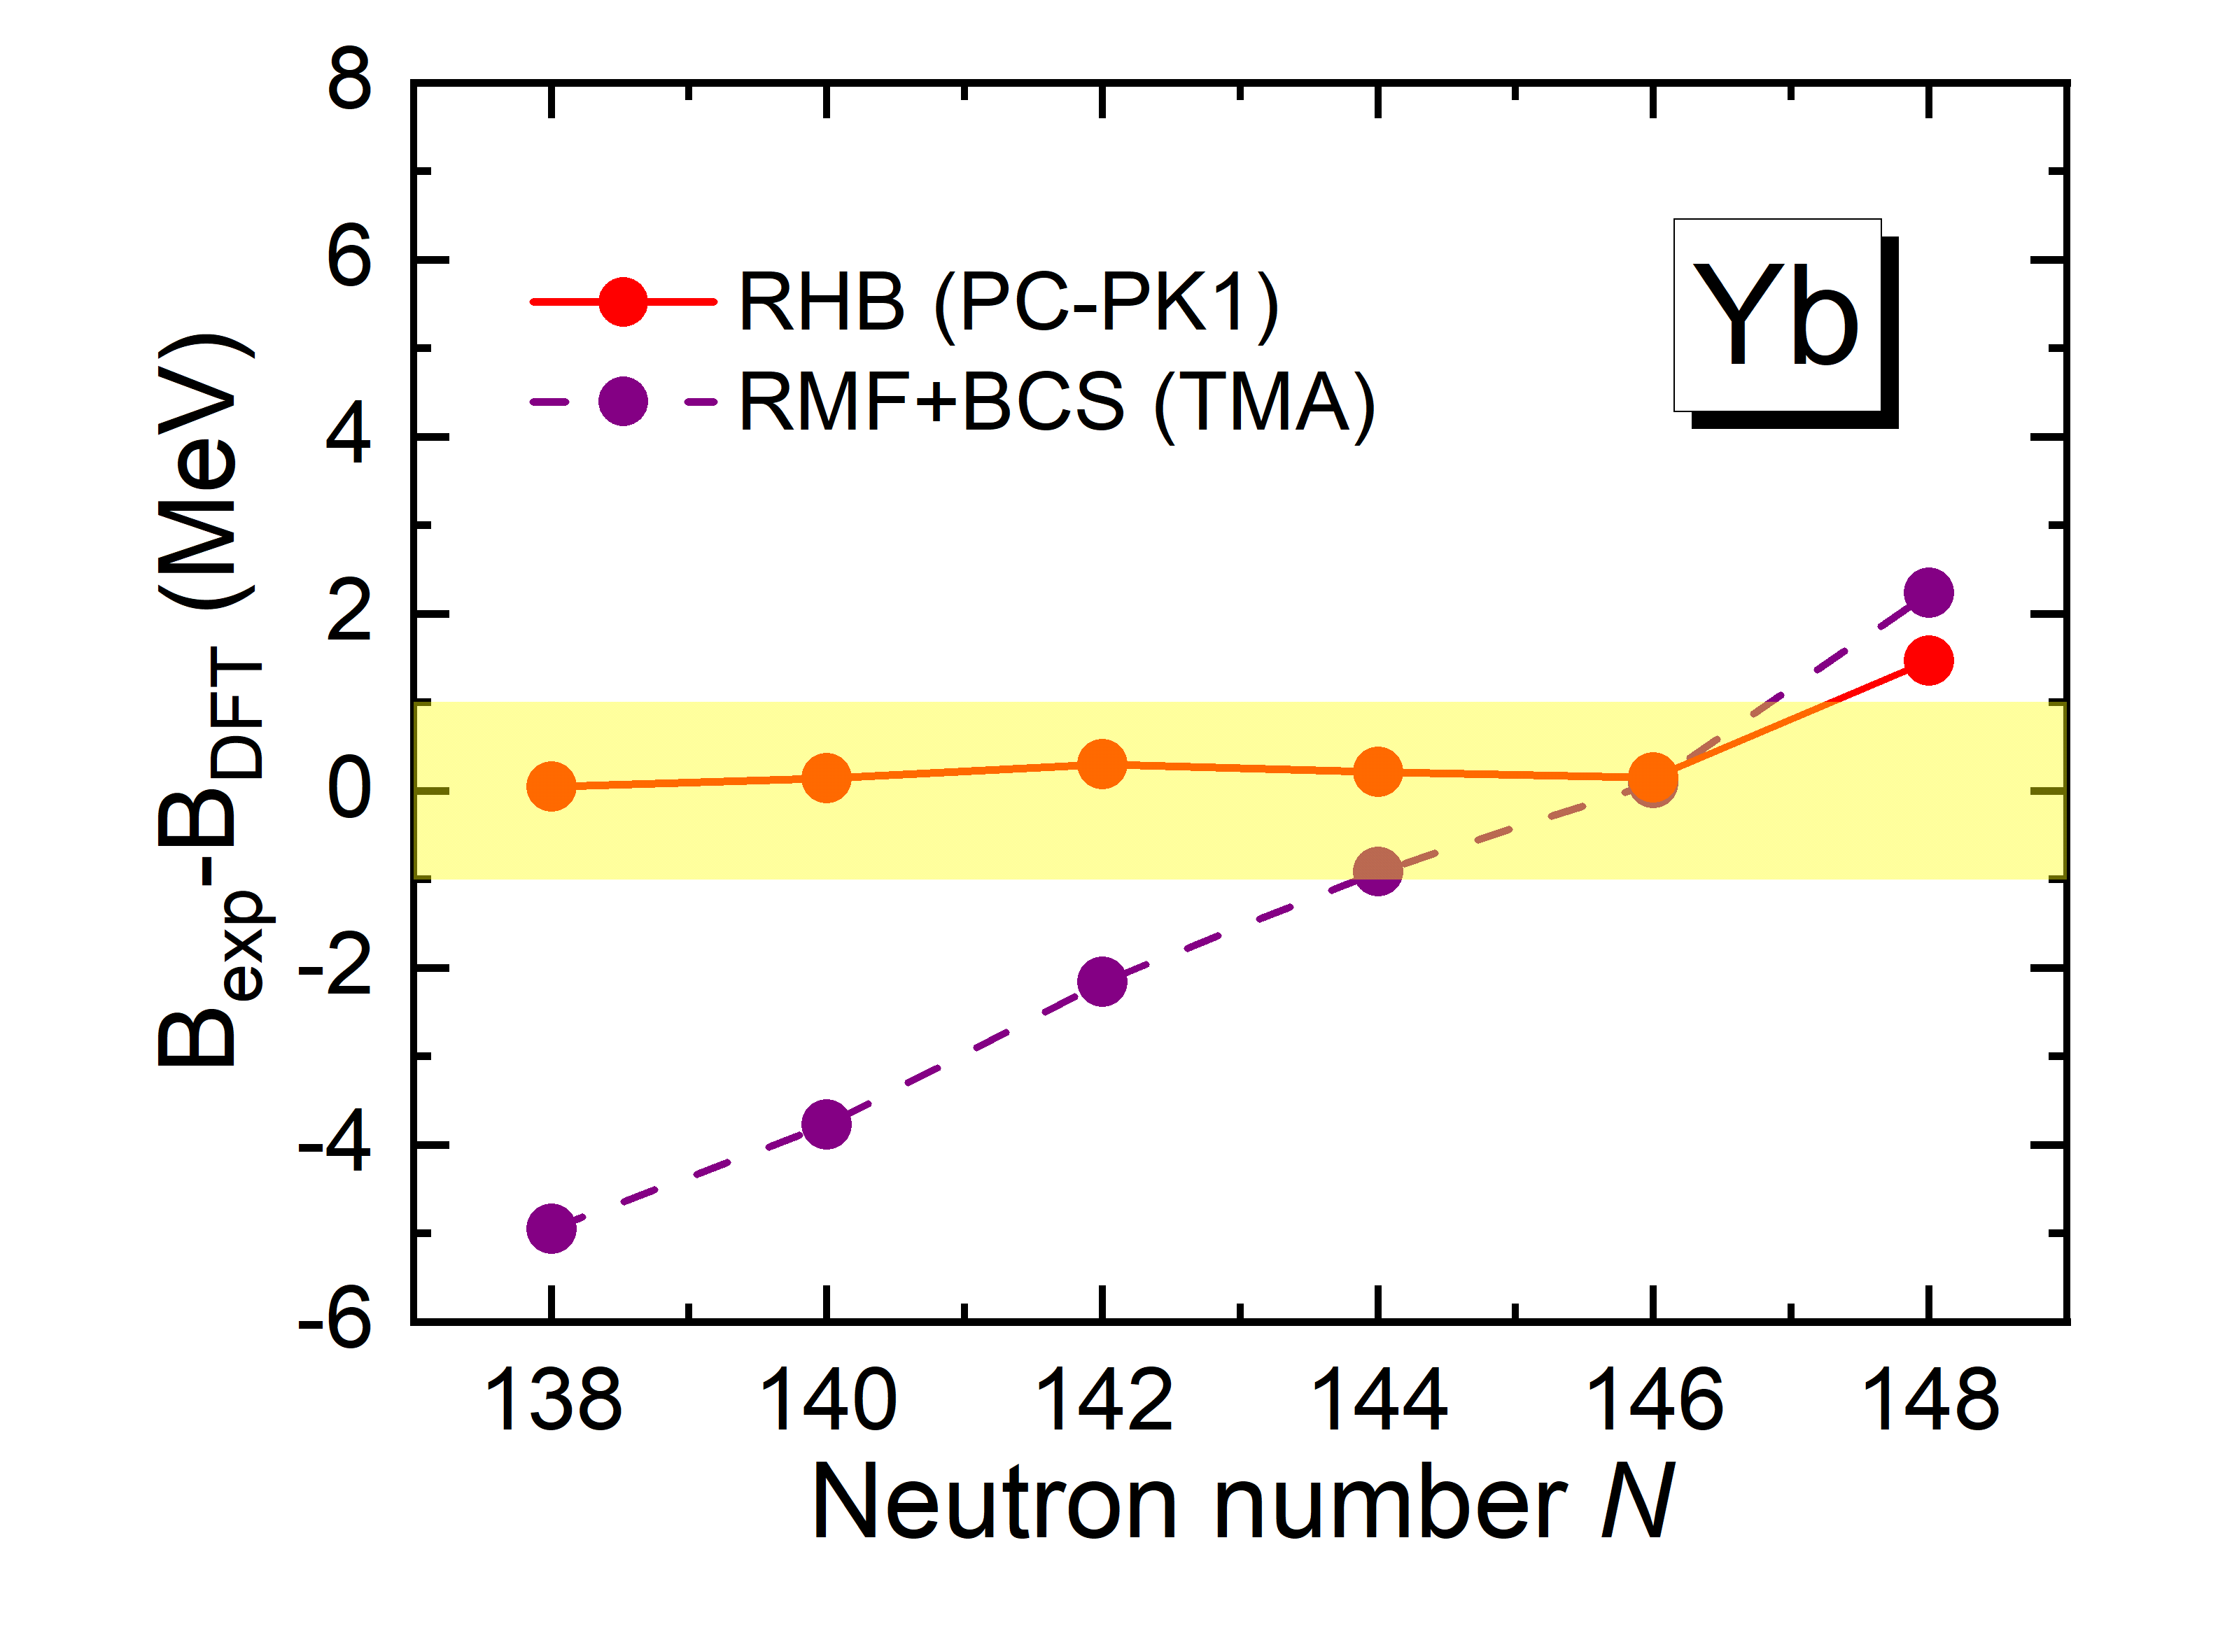 8
6
4
2
0
-2
-4
-6
B_exp-B_DFT (MeV)
RHB (PC-PK1)
RMF+BCS (TMA)
Yb
138 140 142 144 146 148
Neutron number N